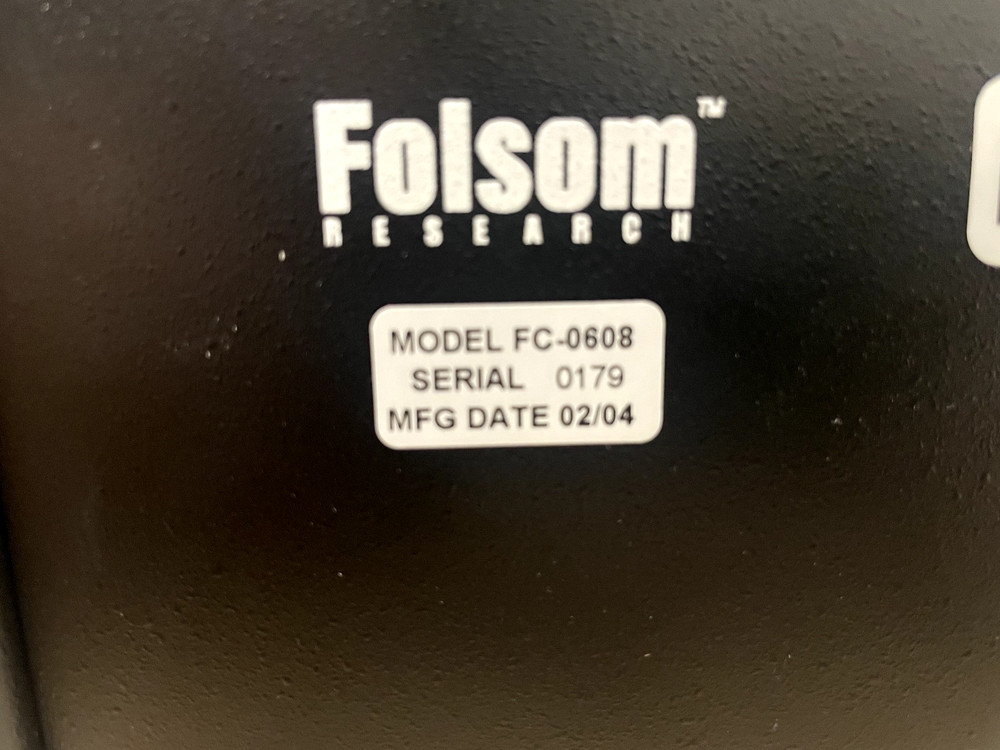 Folsom™
RESEARCH
MODEL FC-0608
SERIAL 0179
MFG DATE 02/04